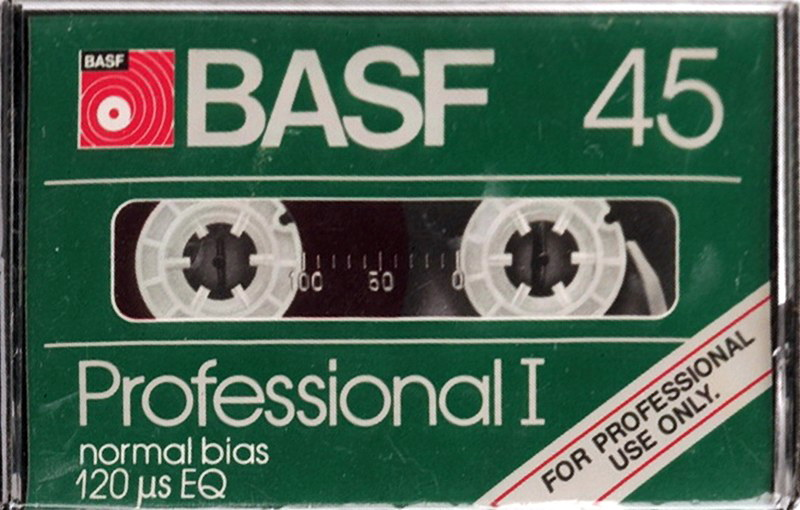 BASF
BASF 45
100 50 0
Professional I
normal bias
120 µs EQ
FOR PROFESSIONAL
USE ONLY.